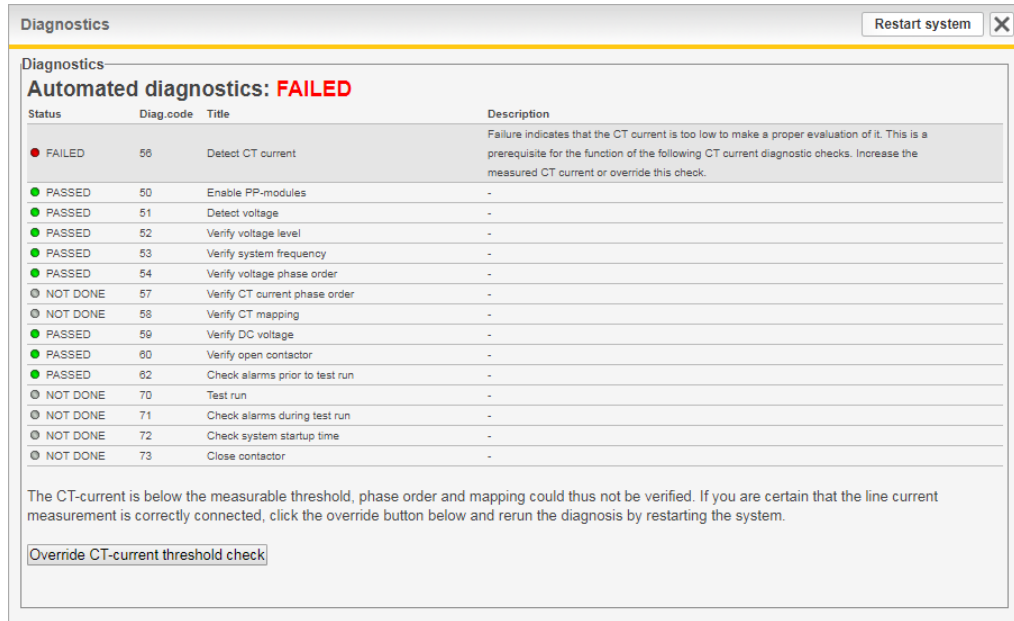 Diagnostics
Restart system
Diagnostics
Automated diagnostics: FAILED
Status Diag.code Title Description
FAILED 56 Detect CT current Failure indicates that the CT current is too low to make a proper evaluation of it. This is a
prerequisite for the function of the following CT current diagnostic checks. Increase the
measured CT current or override this check.
PASSED 50 Enable PP-modules -
PASSED 51 Detect voltage -
PASSED 52 Verify voltage level -
PASSED 53 Verify system frequency -
PASSED 54 Verify voltage phase order -
NOT DONE 57 Verify CT current phase order -
NOT DONE 58 Verify CT mapping -
PASSED 59 Verify DC voltage -
PASSED 60 Verify open contactor -
PASSED 62 Check alarms prior to test run -
NOT DONE 70 Test run -
NOT DONE 71 Check alarms during test run -
NOT DONE 72 Check system startup time -
NOT DONE 73 Close contactor -
The CT-current is below the measurable threshold, phase order and mapping could thus not be verified. If you are certain that the line current
measurement is correctly connected, click the override button below and rerun the diagnosis by restarting the system.
Override CT-current threshold check